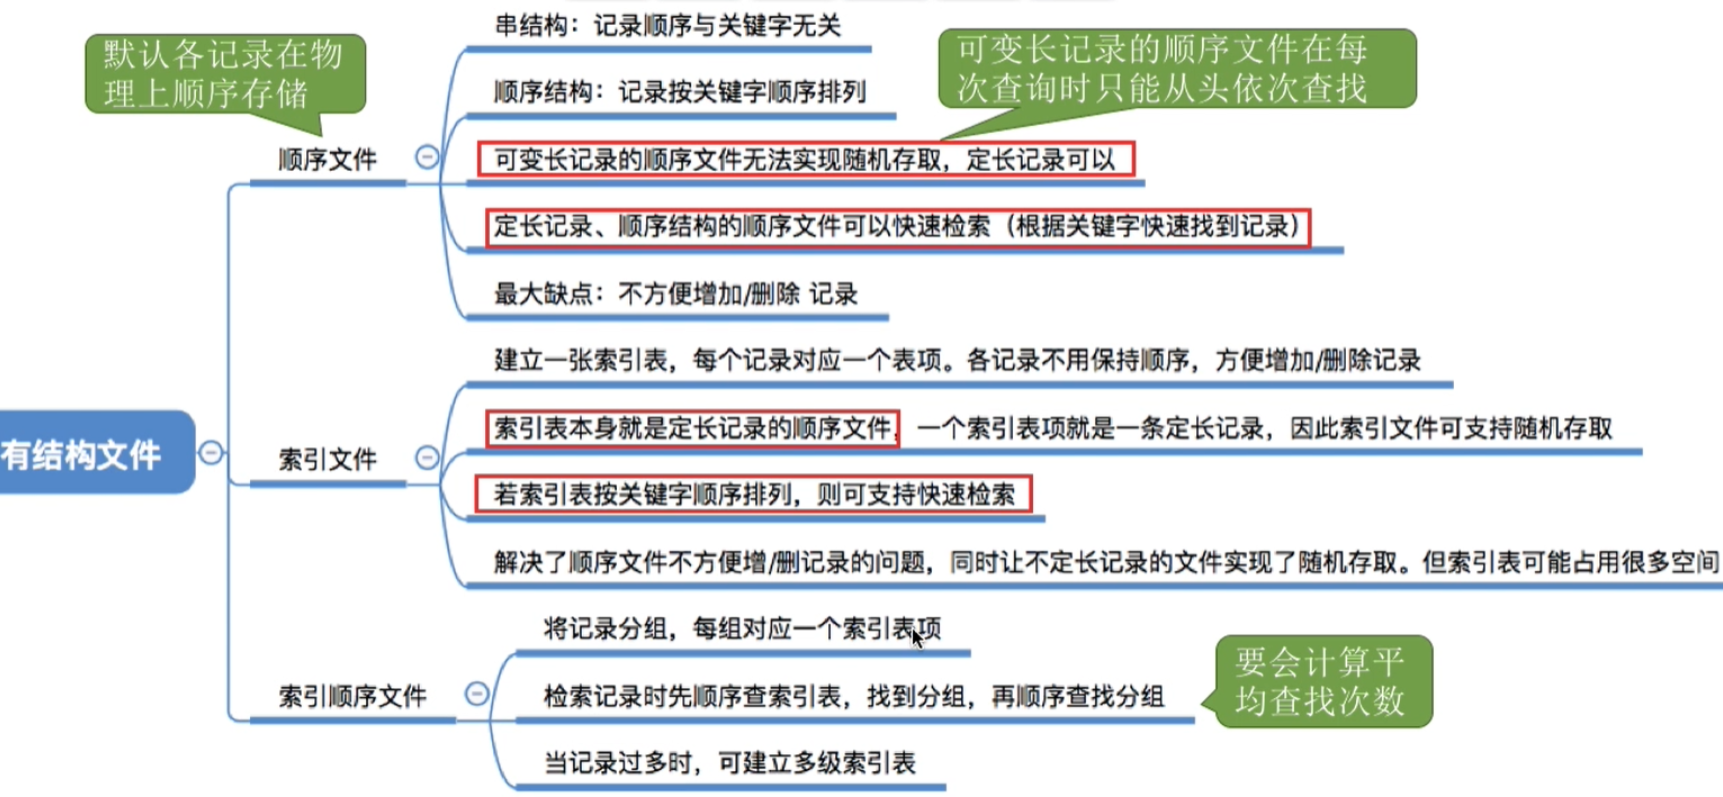 串结构：记录顺序与关键字无关
默认各记录在物
理上顺序存储
可变长记录的顺序文件在每
次查询时只能从头依次查找
顺序结构：记录按关键字顺序排列
顺序文件
可变长记录的顺序文件无法实现随机存取，定长记录可以
定长记录、顺序结构的顺序文件可以快速检索（根据关键字快速找到记录）
最大缺点：不方便增加/删除 记录
建立一张索引表，每个记录对应一个表项。各记录不用保持顺序，方便增加/删除记录
有结构文件
索引文件
索引表本身就是定长记录的顺序文件，一个索引表项就是一条定长记录，因此索引文件可支持随机存取
若索引表按关键字顺序排列，则可支持快速检索
解决了顺序文件不方便增/删记录的问题，同时让不定长记录的文件实现了随机存取。但索引表可能占用很多空间
将记录分组，每组对应一个索引表项
索引顺序文件
检索记录时先顺序查索引表，找到分组，再顺序查找分组
要会计算平
均查找次数
当记录过多时，可建立多级索引表